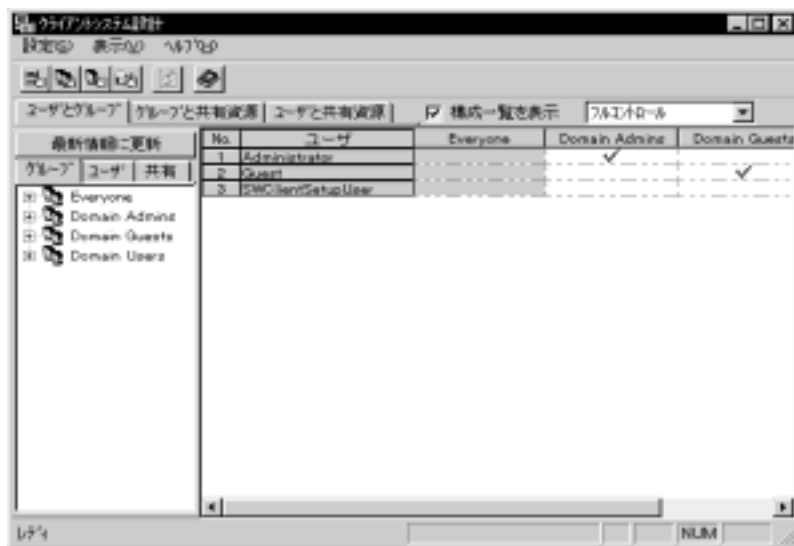 クライアントシステム設計
設定(S) 表示(V) ヘルプ(H)
ユーザとグループ グループと共有資源 ユーザと共有資源 構成一覧を表示 フルコントロール
最新情報に更新
グループ ユーザ 共有
Everyone
Domain Admins
Domain Guests
Domain Users
No. ユーザ Everyone Domain Admins Domain Guests
1 Administrator
2 Guest
3 SWClientSetupUser
レディ NUM